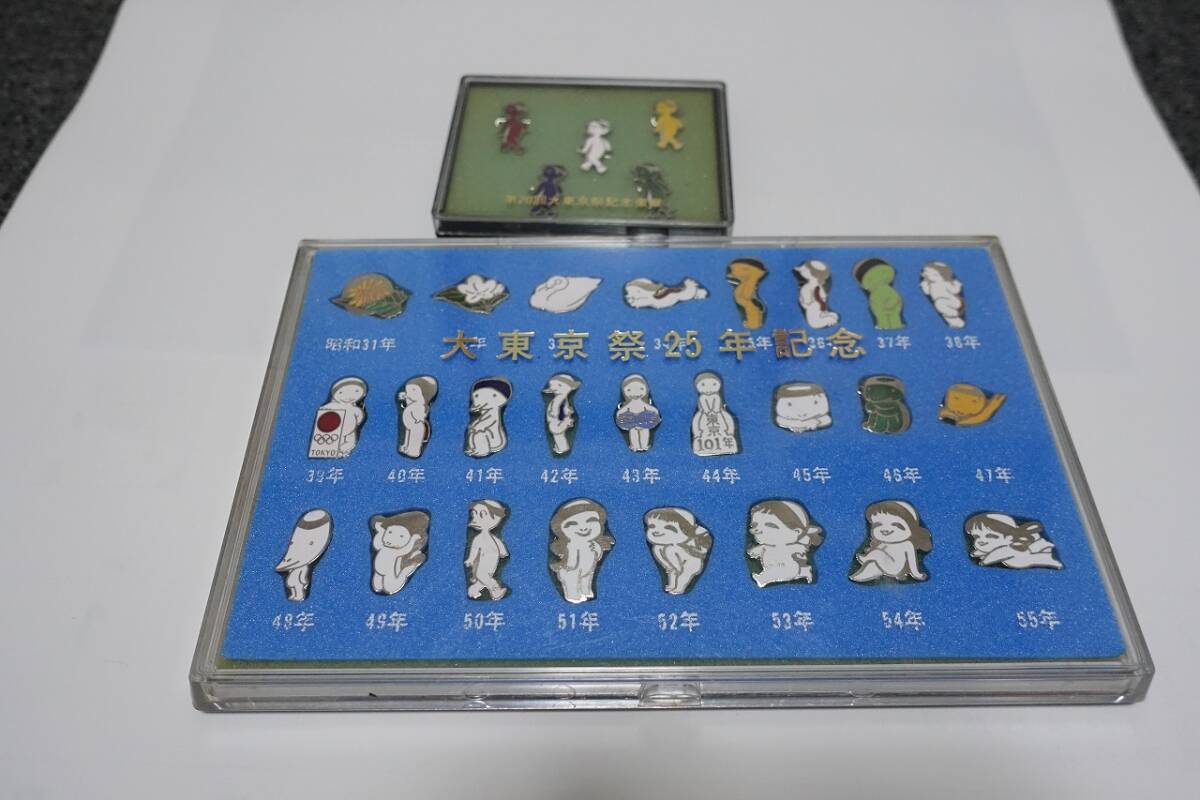 第20回大東京祭記念
昭和31年
大東京祭25年記念
37年
38年
TOKYO
東京
101年
39年
40年
41年
42年
43年
44年
45年
46年
47年
48年
49年
50年
51年
52年
53年
54年
55年